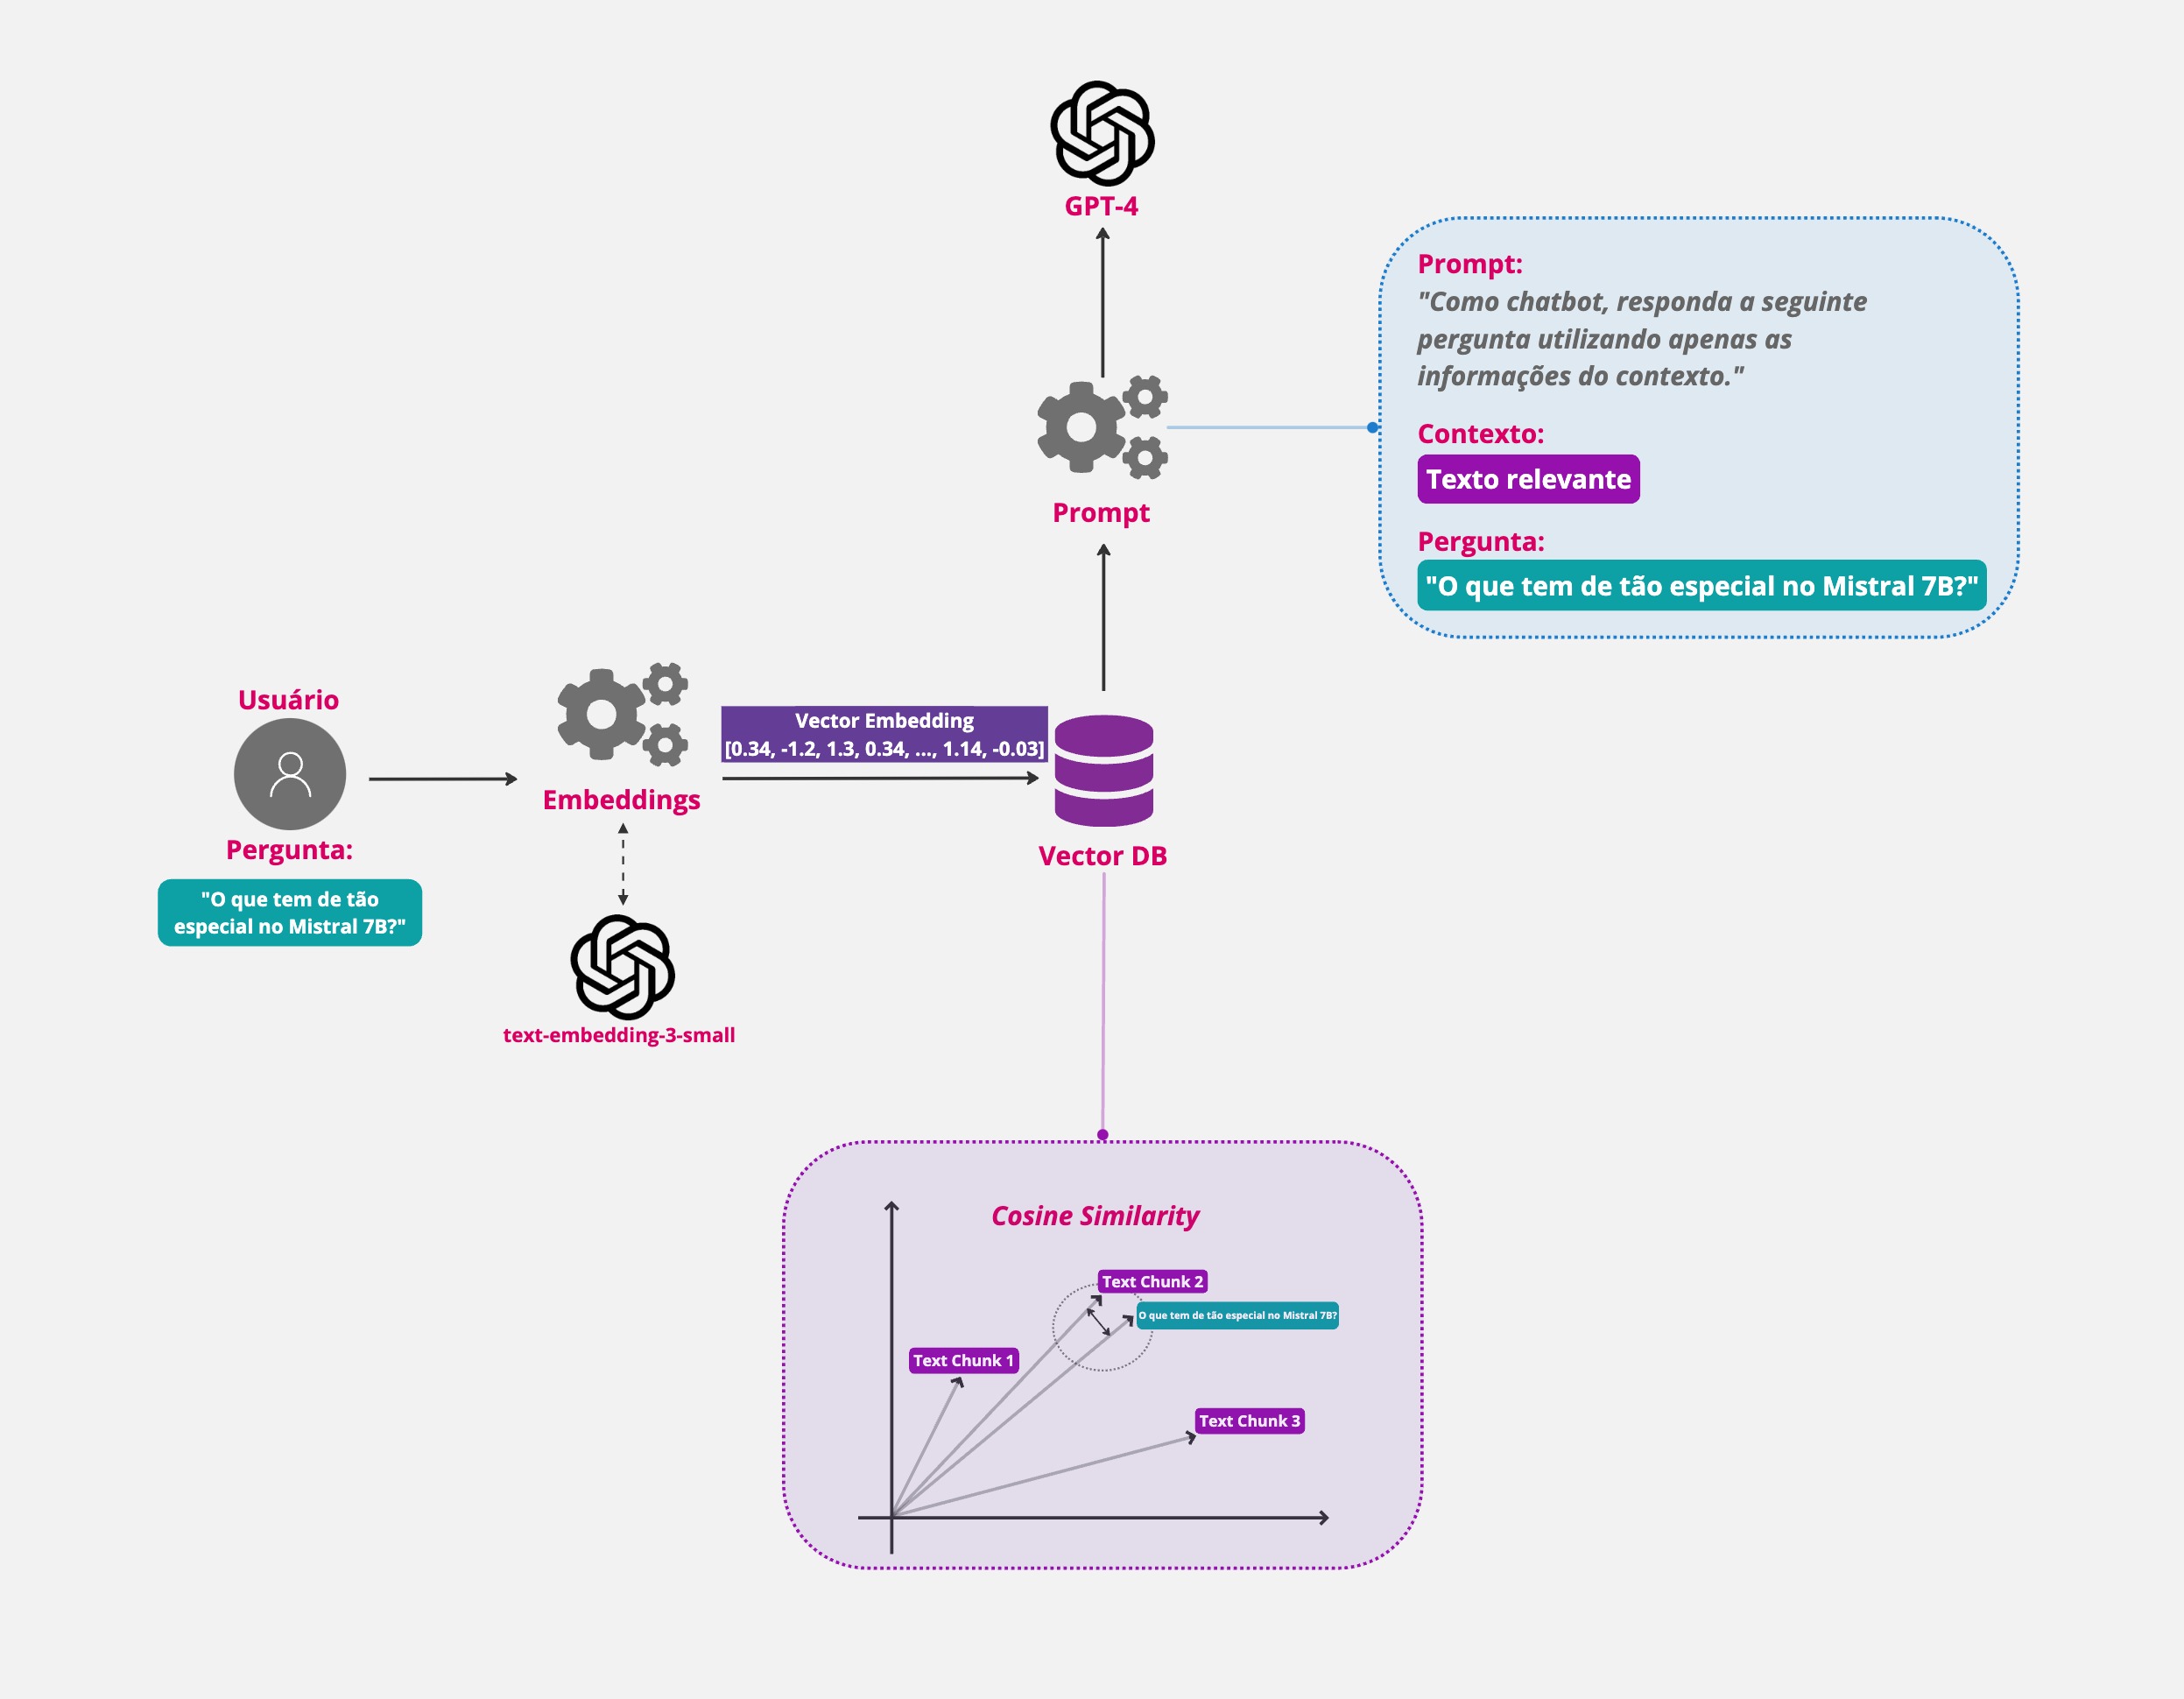 GPT-4
Prompt:
"Como chatbot, responda a seguinte
pergunta utilizando apenas as
informações do contexto."
Contexto:
Texto relevante
Pergunta:
"O que tem de tão especial no Mistral 7B?"
Prompt
Usuário
Pergunta:
"O que tem de tão
especial no Mistral 7B?"
Embeddings
text-embedding-3-small
Vector Embedding
[0.34, -1.2, 1.3, 0.34, ..., 1.14, -0.03]
Vector DB
Cosine Similarity
Text Chunk 2
O que tem de tão especial no Mistral 7B?
Text Chunk 1
Text Chunk 3